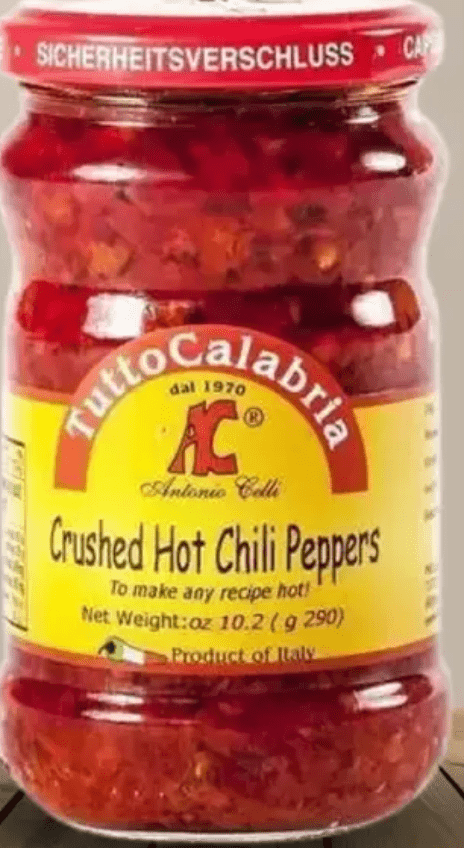 SICHERHEITSVERSCHLUSS
TuttoCalabria
dal 1970
AC®
Antonio Celli
Crushed Hot Chili Peppers
To make any recipe hot!
Net Weight:oz 10.2 ( g 290)
Product of Italy